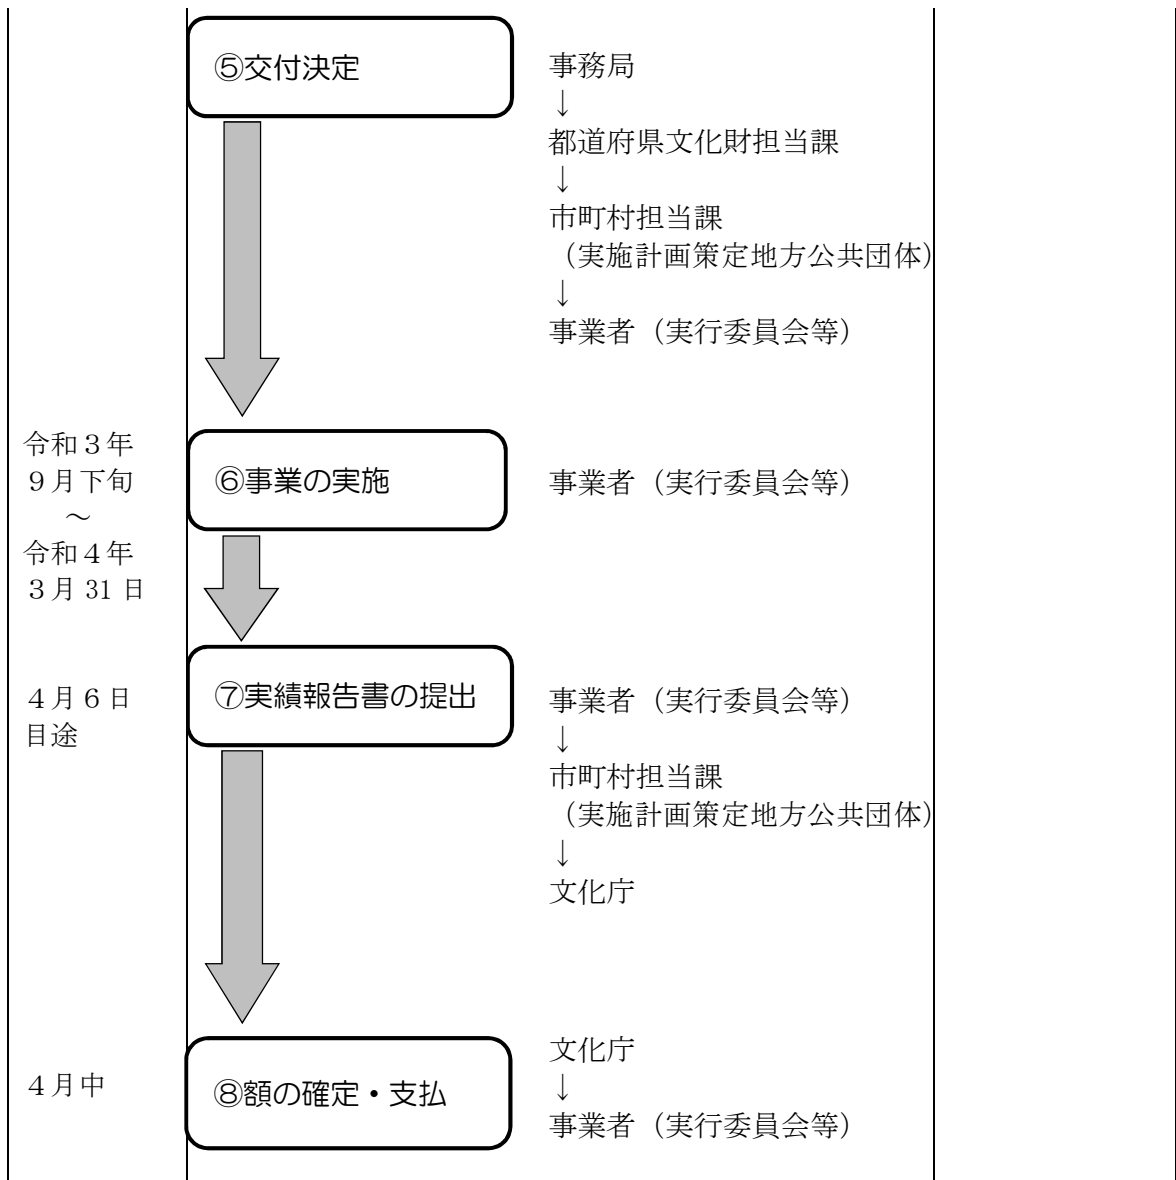 ⑤交付決定
事務局
↓
都道府県文化財担当課
↓
市町村担当課
（実施計画策定地方公共団体）
↓
事業者（実行委員会等）
令和３年
９月下旬
～
令和４年
３月 31 日
⑥事業の実施
事業者（実行委員会等）
４月６日
目途
⑦実績報告書の提出
事業者（実行委員会等）
↓
市町村担当課
（実施計画策定地方公共団体）
↓
文化庁
４月中
⑧額の確定・支払
文化庁
↓
事業者（実行委員会等）